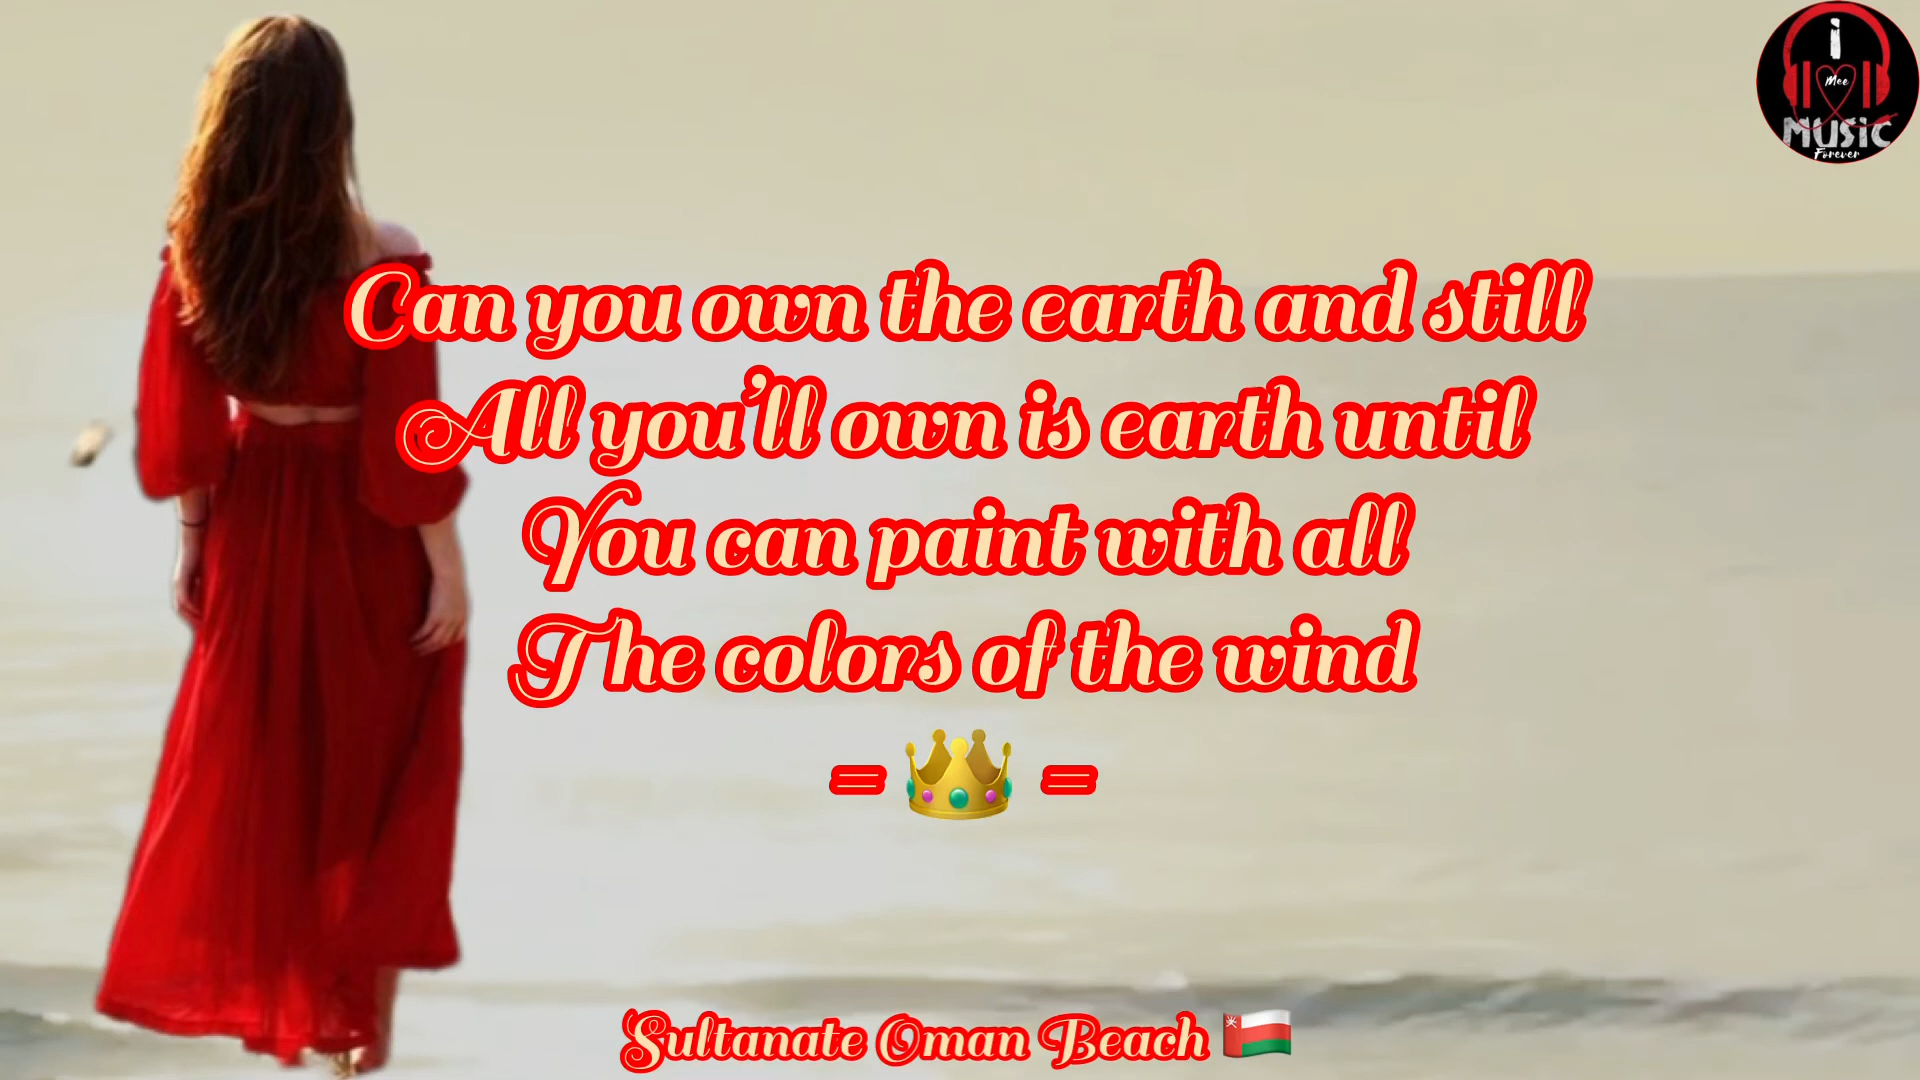 i
Mee
MUSIC
Forever
Can you own the earth and still
All you'll own is earth until
You can paint with all
The colors of the wind
= 👑 =
Sultanate Oman Beach 🇴🇲